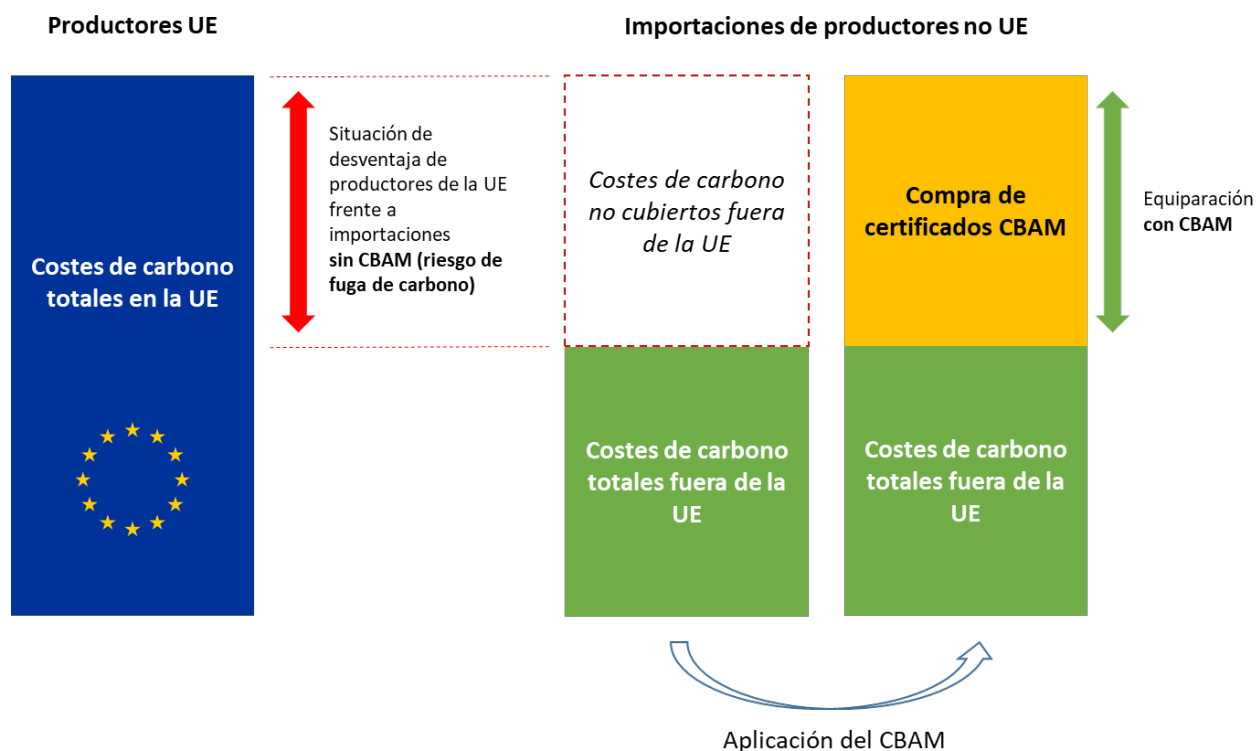 Productores UE
Importaciones de productores no UE
Costes de carbono
totales en la UE
Situación de
desventaja de
productores de la UE
frente a
importaciones
sin CBAM (riesgo de
fuga de carbono)
Costes de carbono
no cubiertos fuera
de la UE
Compra de
certificados CBAM
Equiparación
con CBAM
Costes de carbono
totales fuera de la
UE
Costes de carbono
totales fuera de la
UE
Aplicación del CBAM